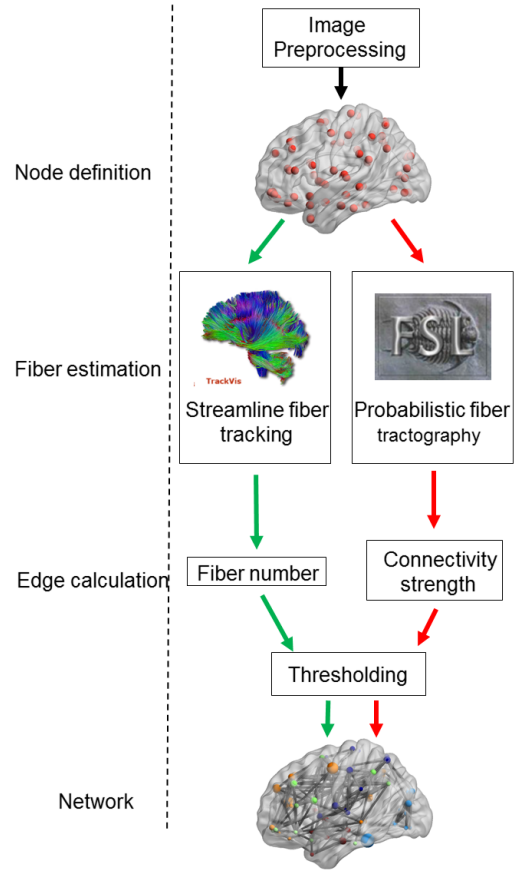 Image
Preprocessing
Node definition
Fiber estimation
TrackVis
Streamline fiber
tracking
FSL
Probabilistic fiber
tractography
Edge calculation
Fiber number
Connectivity
strength
Thresholding
Network